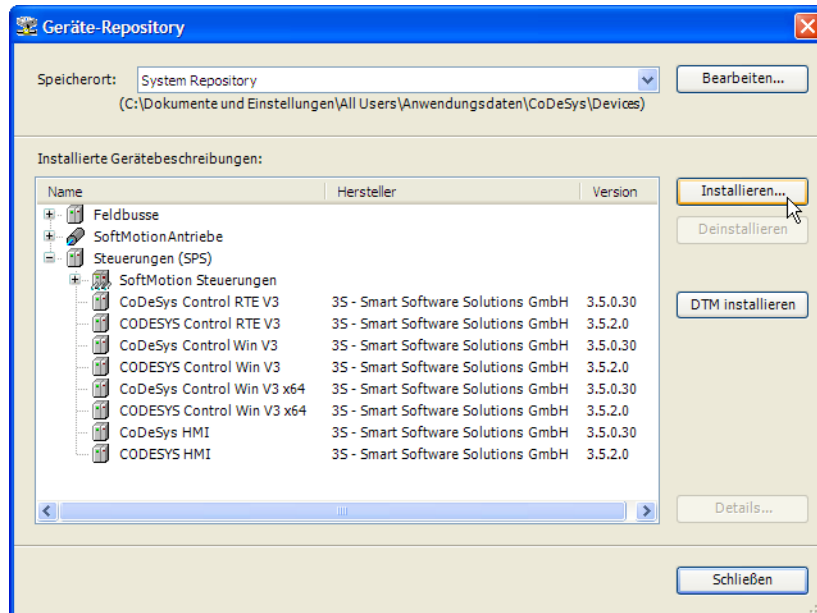 Geräte-Repository
Speicherort: System Repository Bearbeiten...
(C:\Dokumente und Einstellungen\All Users\Anwendungsdaten\CoDeSys\Devices)
Installierte Gerätebeschreibungen:
Name Hersteller Version Installieren...
Feldbusse
SoftMotion Antriebe Deinstallieren
Steuerungen (SPS)
SoftMotion Steuerungen
CoDeSys Control RTE V3 3S - Smart Software Solutions GmbH 3.5.0.30 DTM installieren
CODESYS Control RTE V3 3S - Smart Software Solutions GmbH 3.5.2.0
CoDeSys Control Win V3 3S - Smart Software Solutions GmbH 3.5.0.30
CODESYS Control Win V3 3S - Smart Software Solutions GmbH 3.5.2.0
CoDeSys Control Win V3 x64 3S - Smart Software Solutions GmbH 3.5.0.30
CODESYS Control Win V3 x64 3S - Smart Software Solutions GmbH 3.5.2.0
CoDeSys HMI 3S - Smart Software Solutions GmbH 3.5.0.30
CODESYS HMI 3S - Smart Software Solutions GmbH 3.5.2.0
Details...
Schließen